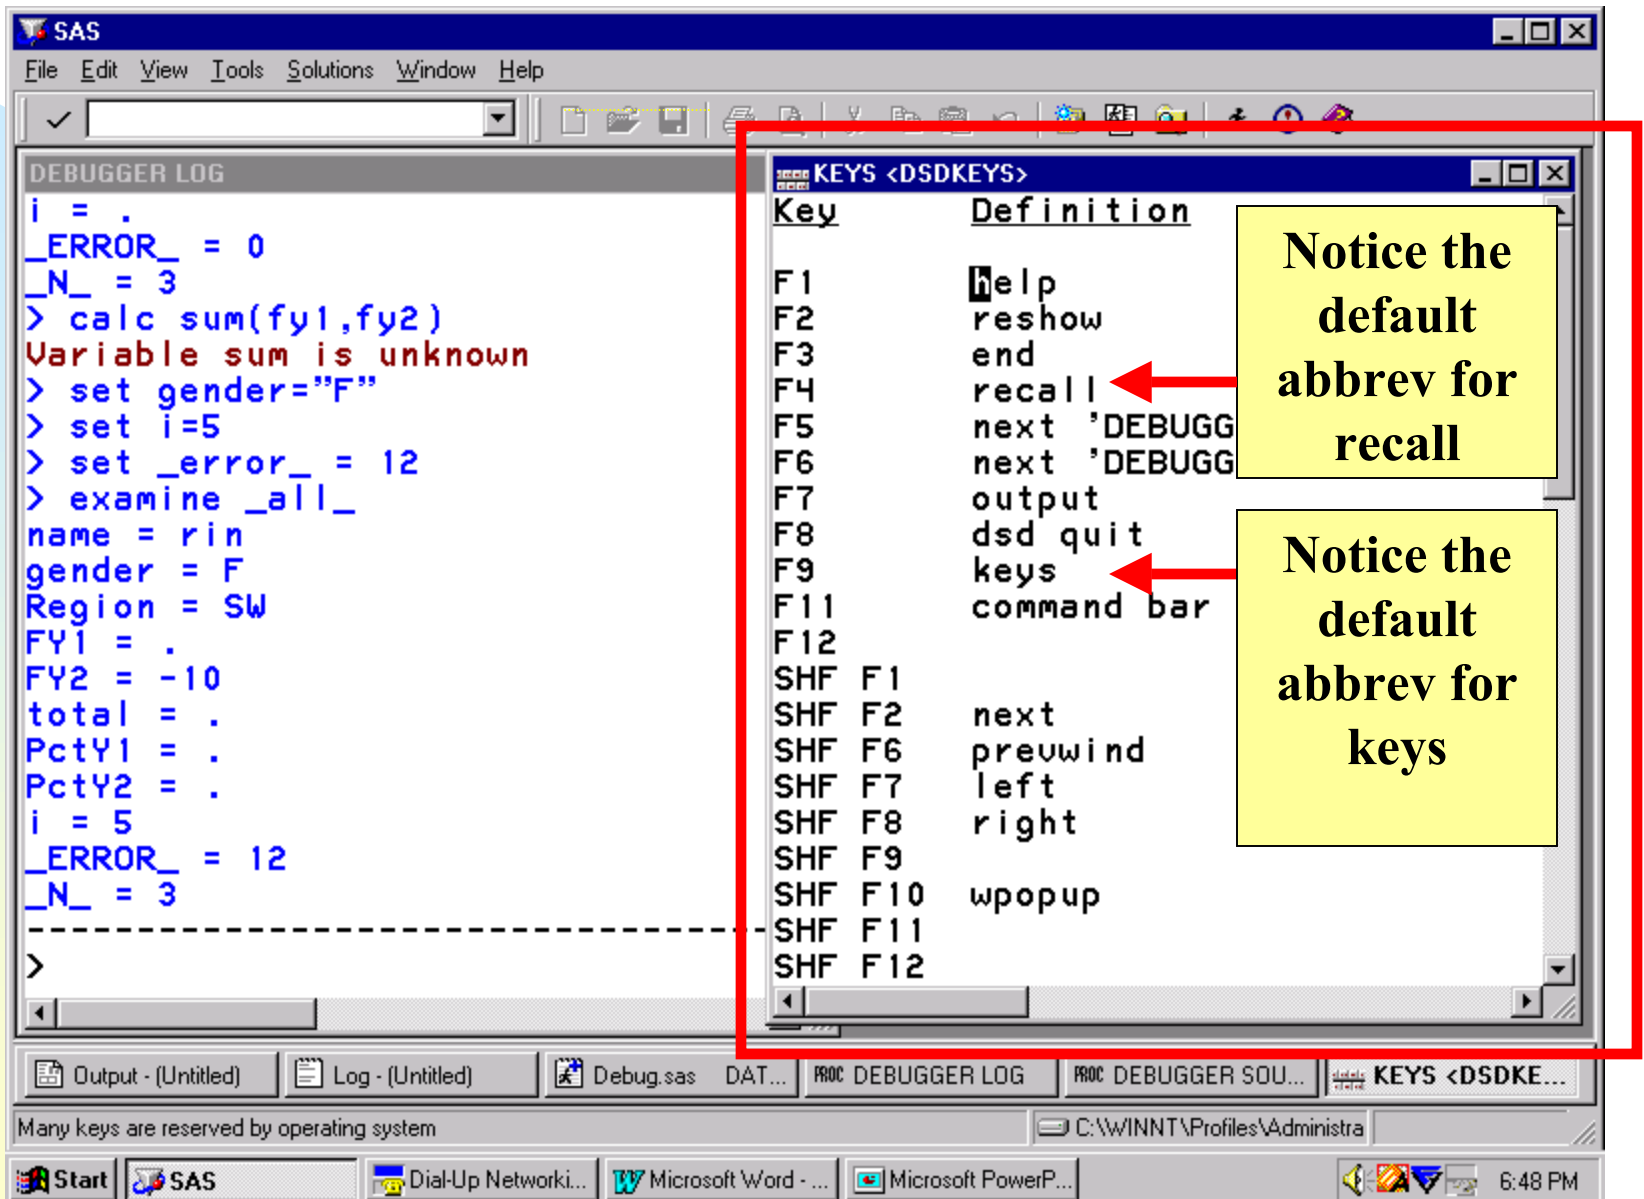 SAS
File Edit View Tools Solutions Window Help
DEBUGGER LOG
i = .
_ERROR_ = 0
_N_ = 3
> calc sum(fy1,fy2)
Variable sum is unknown
> set gender="F"
> set i=5
> set _error_ = 12
> examine _all_
name = rin
gender = F
Region = SW
FY1 = .
FY2 = -10
total = .
PctY1 = .
PctY2 = .
i = 5
_ERROR_ = 12
_N_ = 3
--------------------------------------------
>
KEYS <DSDKEYS>
Key Definition
F1 help
F2 reshow
F3 end
F4 recall
F5 next 'DEBUGG
F6 next 'DEBUGG
F7 output
F8 dsd quit
F9 keys
F11 command bar
F12
SHF F1
SHF F2 next
SHF F6 prevwind
SHF F7 left
SHF F8 right
SHF F9
SHF F10 wpopup
SHF F11
SHF F12
Notice the
default
abbrev for
recall
Notice the
default
abbrev for
keys
Output - (Untitled) Log - (Untitled) Debug.sas DAT... PROC DEBUGGER LOG PROC DEBUGGER SOU... KEYS <DSDKE...
Many keys are reserved by operating system C:\WINNT\Profiles\Administra
Start SAS Dial-Up Networki... Microsoft Word - ... Microsoft PowerP... 6:48 PM